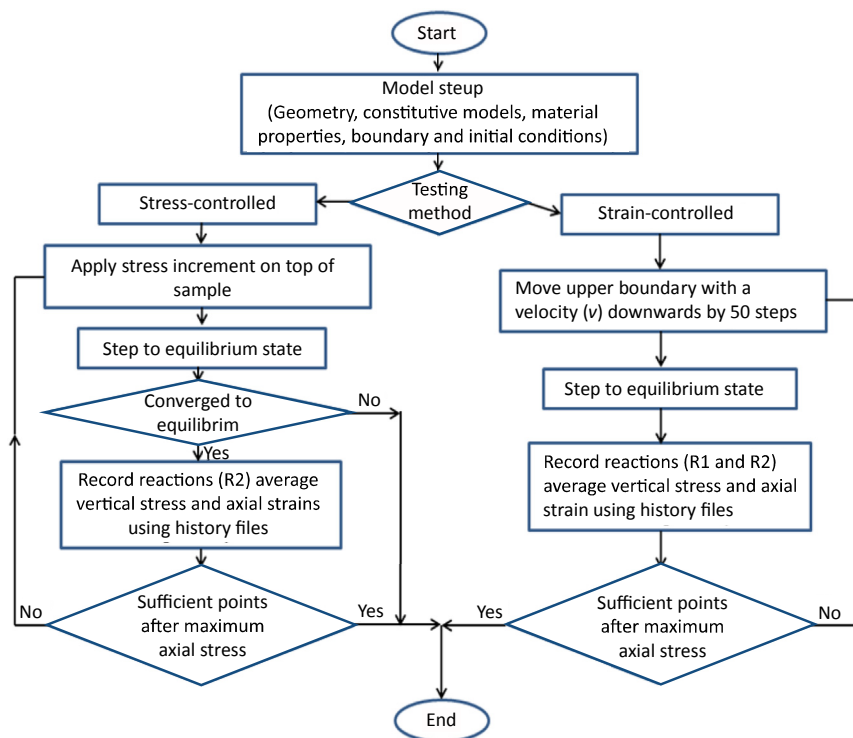 Start
Model steup
(Geometry, constitutive models, material
properties, boundary and initial conditions)
Testing
method
Stress-controlled
Strain-controlled
Apply stress increment on top of
sample
Move upper boundary with a
velocity (v) downwards by 50 steps
Step to equilibrium state
Step to equilibrium state
Converged to
equilibrim
No
Yes
Record reactions (R2) average
vertical stress and axial strains
using history files
Record reactions (R1 and R2)
average vertical stress and axial
strain using history files
No
Sufficient points
after maximum
axial stress
Yes
Yes
Sufficient points
after maximum
axial stress
No
End